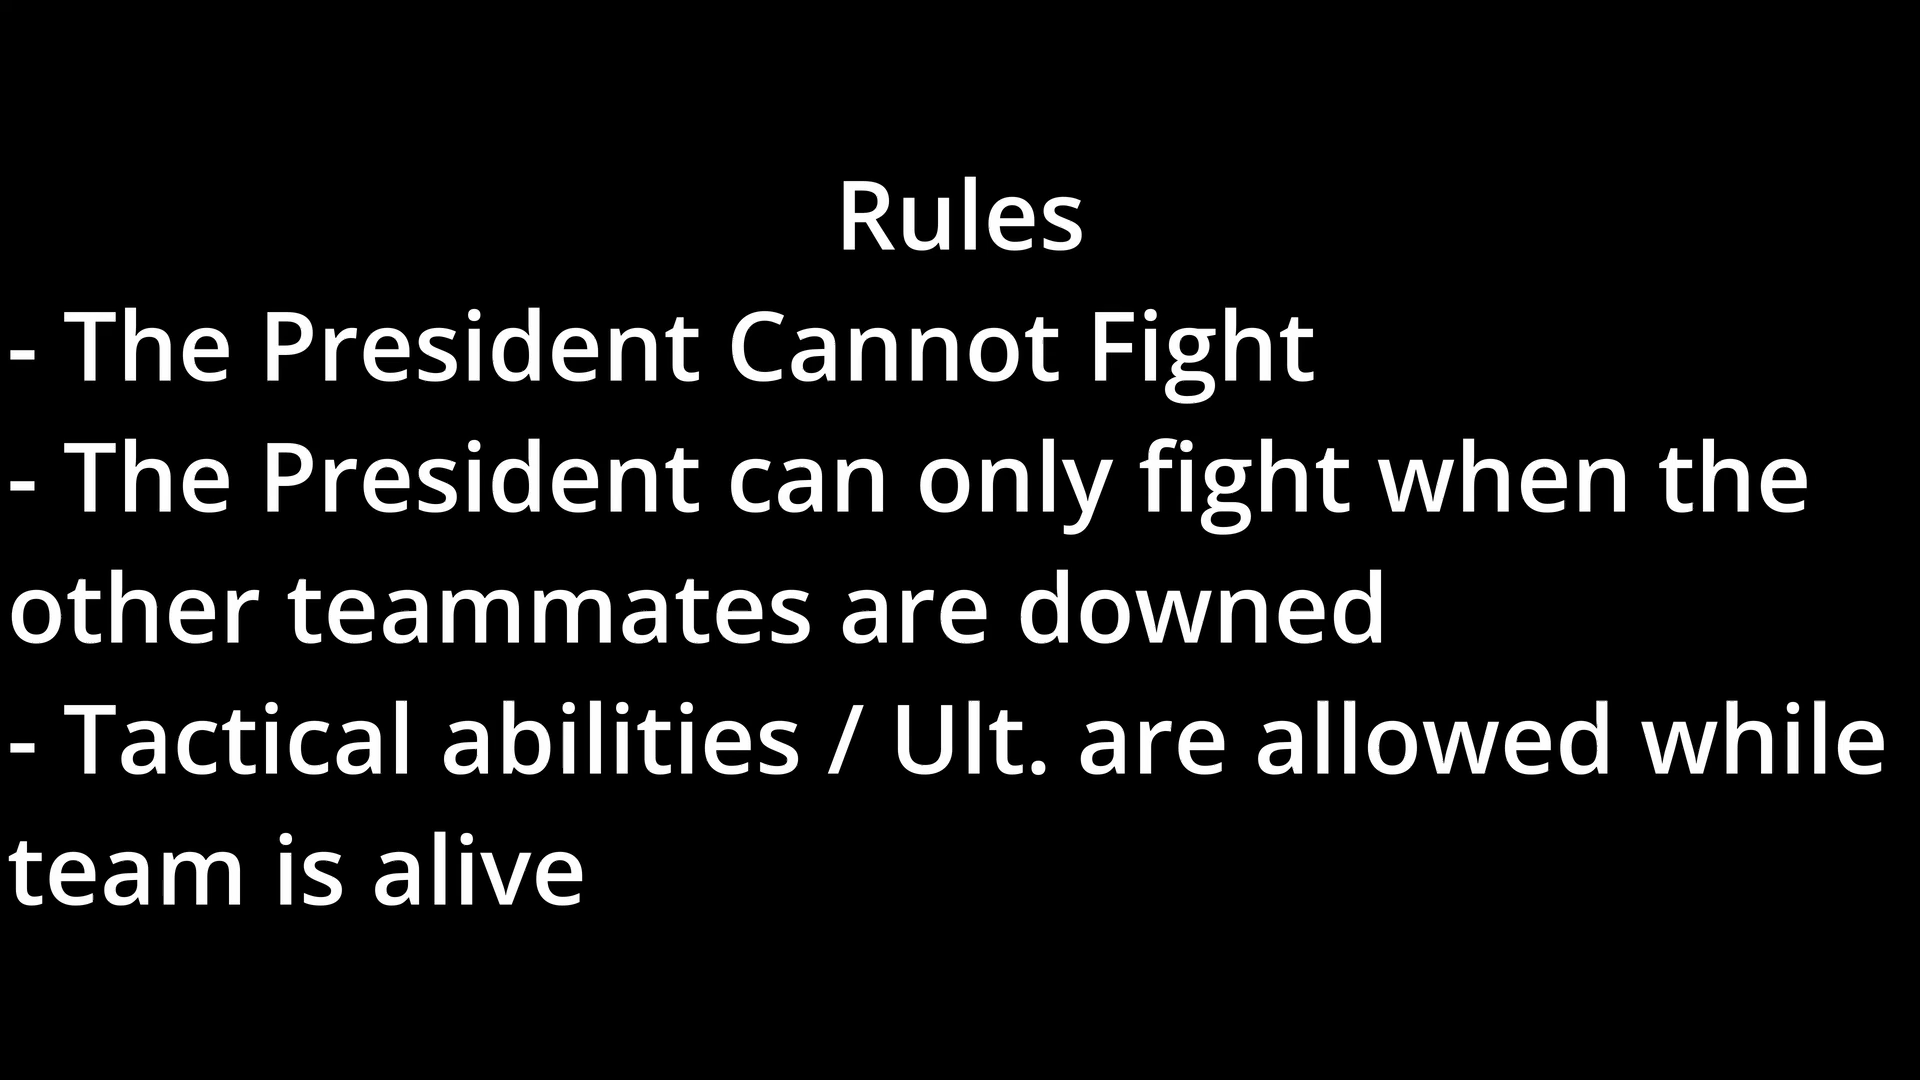 Rules
- The President Cannot Fight
- The President can only fight when the
other teammates are downed
- Tactical abilities / Ult. are allowed while
team is alive